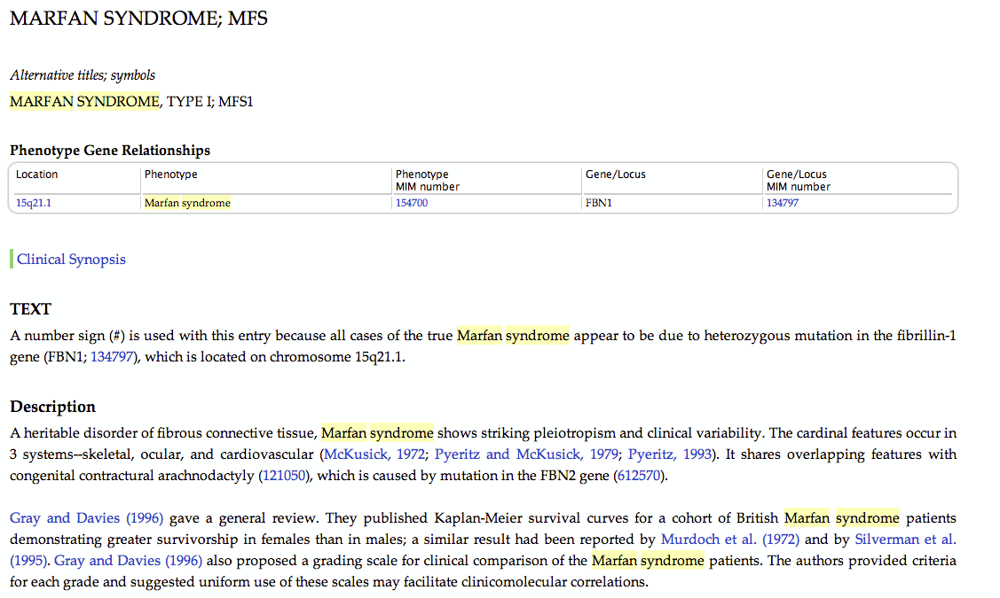 MARFAN SYNDROME; MFS
Alternative titles; symbols
MARFAN SYNDROME, TYPE I; MFS1
Phenotype Gene Relationships
Location Phenotype Phenotype MIM number Gene/Locus Gene/Locus MIM number
15q21.1 Marfan syndrome 154700 FBN1 134797
Clinical Synopsis
TEXT
A number sign (#) is used with this entry because all cases of the true Marfan syndrome appear to be due to heterozygous mutation in the fibrillin-1
gene (FBN1; 134797), which is located on chromosome 15q21.1.
Description
A heritable disorder of fibrous connective tissue, Marfan syndrome shows striking pleiotropism and clinical variability. The cardinal features occur in
3 systems--skeletal, ocular, and cardiovascular (McKusick, 1972; Pyeritz and McKusick, 1979; Pyeritz, 1993). It shares overlapping features with
congenital contractural arachnodactyly (121050), which is caused by mutation in the FBN2 gene (612570).
Gray and Davies (1996) gave a general review. They published Kaplan-Meier survival curves for a cohort of British Marfan syndrome patients
demonstrating greater survivorship in females than in males; a similar result had been reported by Murdoch et al. (1972) and by Silverman et al.
(1995). Gray and Davies (1996) also proposed a grading scale for clinical comparison of the Marfan syndrome patients. The authors provided criteria
for each grade and suggested uniform use of these scales may facilitate clinicomolecular correlations.